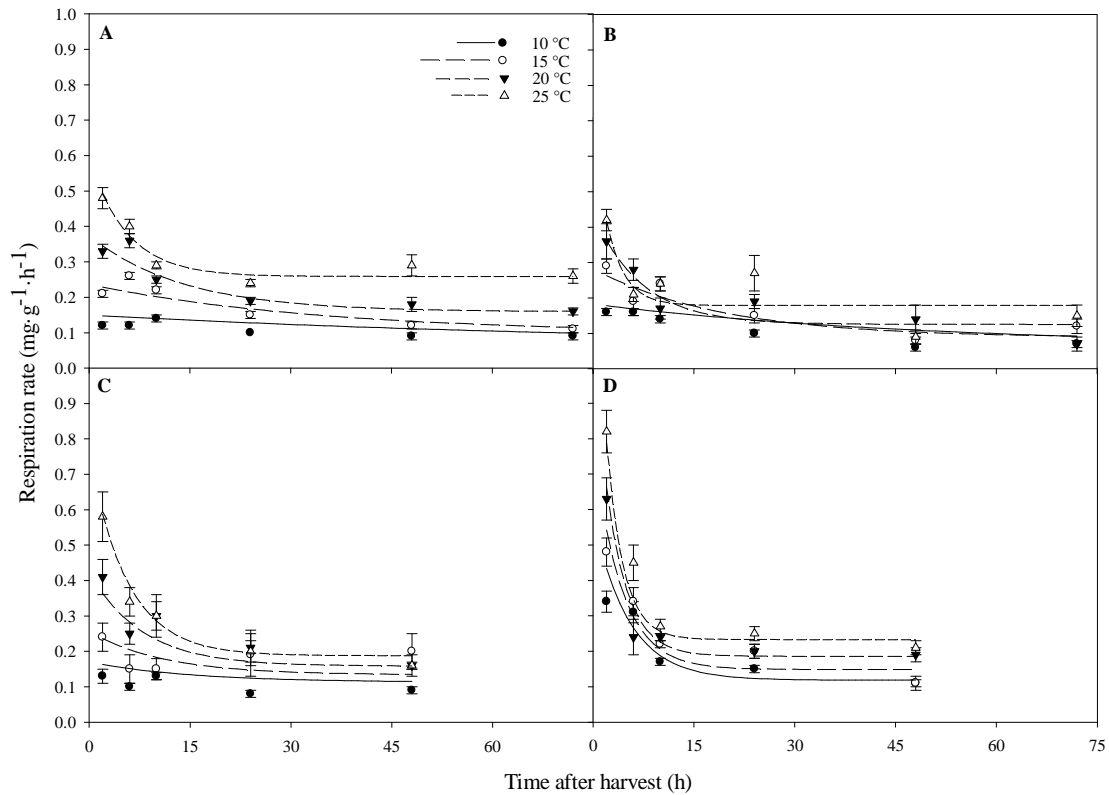 A
B
10 °C
15 °C
20 °C
25 °C
1.0
0.9
0.8
0.7
0.6
0.5
0.4
0.3
0.2
0.1
0.0
C
D
0.9
0.8
0.7
0.6
0.5
0.4
0.3
0.2
0.1
0.0
Respiration rate (mg·g⁻¹·h⁻¹)
0 15 30 45 60 0 15 30 45 60 75
Time after harvest (h)